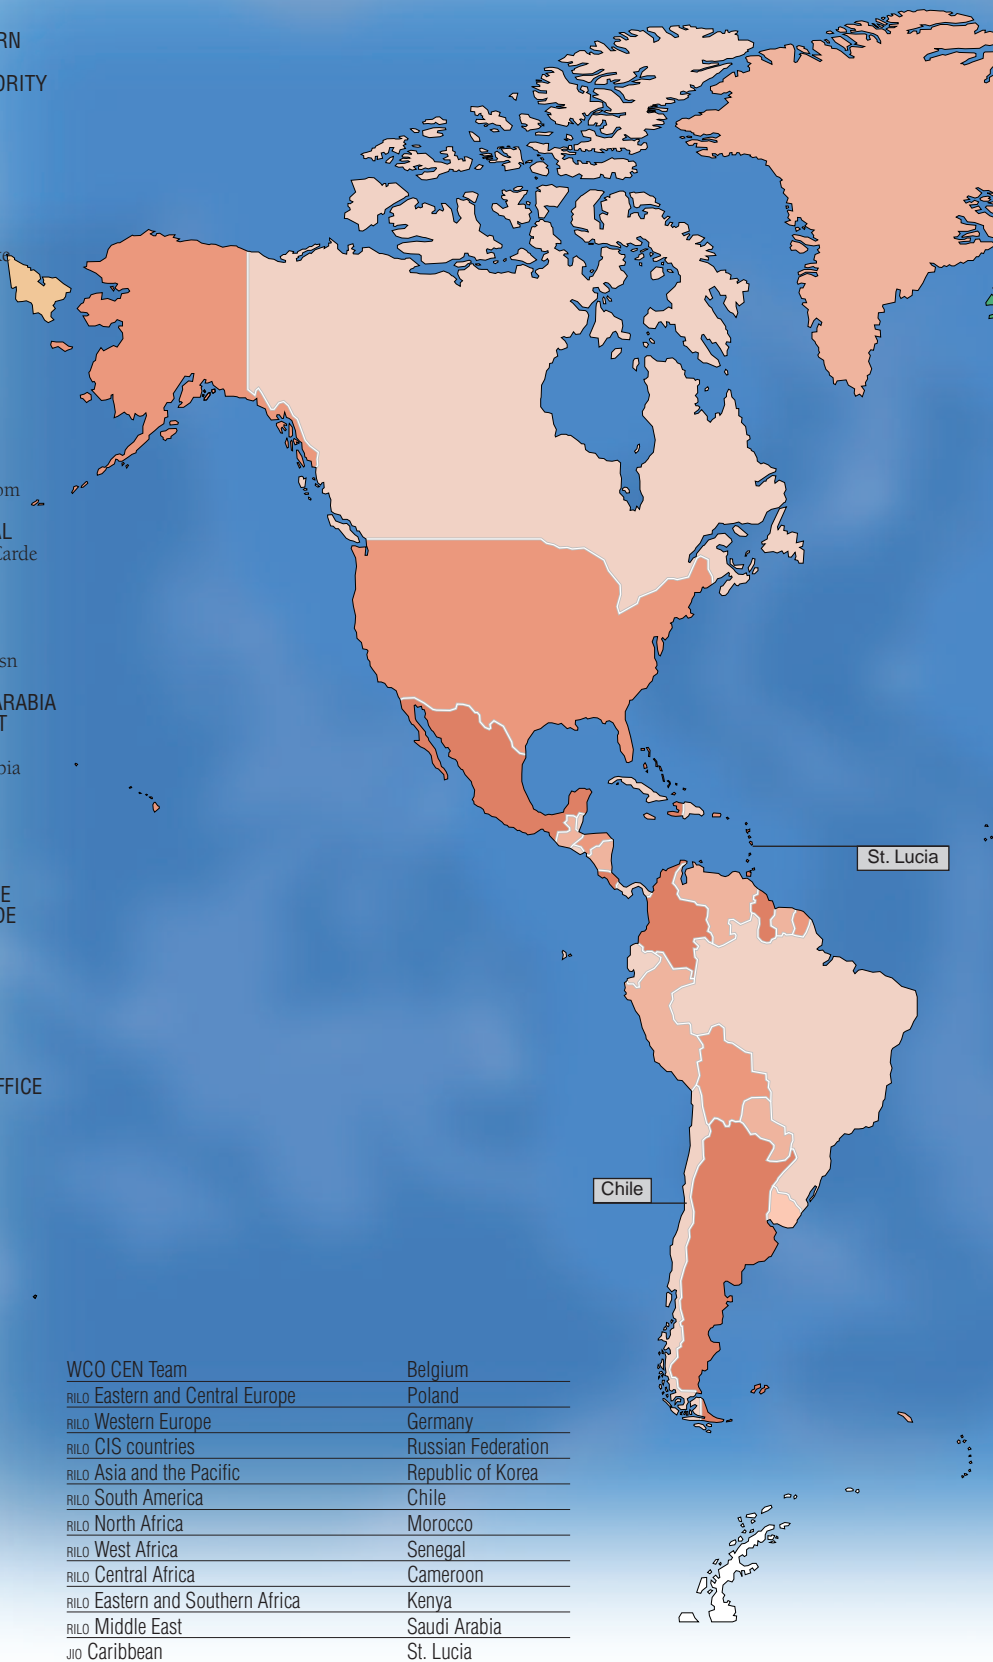 RN
ORITY
om
AL
Carde
sn
ARABIA
T
bia
St. Lucia
E
DE
FFICE
Chile
WCO CEN Team Belgium
RILO Eastern and Central Europe Poland
RILO Western Europe Germany
RILO CIS countries Russian Federation
RILO Asia and the Pacific Republic of Korea
RILO South America Chile
RILO North Africa Morocco
RILO West Africa Senegal
RILO Central Africa Cameroon
RILO Eastern and Southern Africa Kenya
RILO Middle East Saudi Arabia
JIO Caribbean St. Lucia